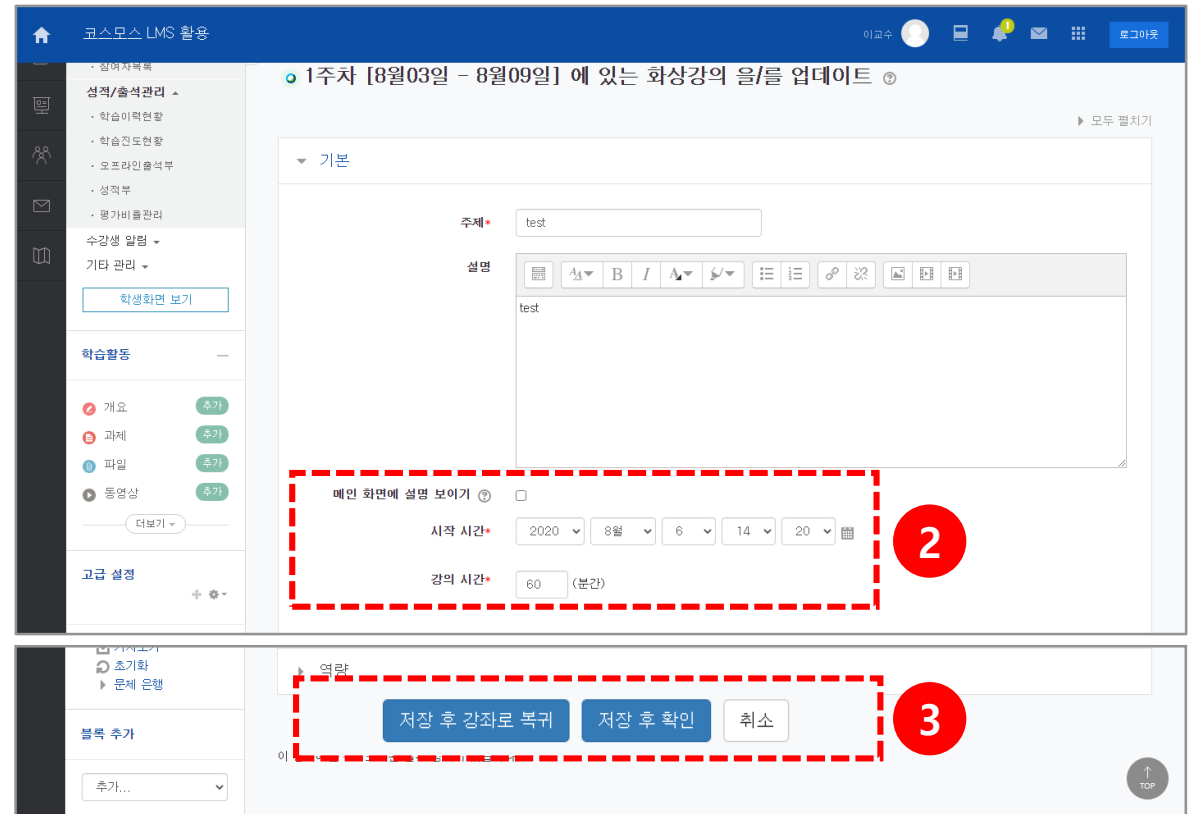 코스모스 LMS 활용
이교수
1
로그아웃
· 참여자목록
성적/출석관리
· 학습이력현황
· 학습진도현황
· 오프라인출석부
· 성적부
· 평가비율관리
수강생 알림
기타 관리
학생화면 보기
학습활동
개요 추가
과제 추가
파일 추가
동영상 추가
더보기
고급 설정
1주차 [8월03일 - 8월09일] 에 있는 화상강의 을/를 업데이트
모두 펼치기
기본
주제* test
설명
test
메인 화면에 설명 보이기
시작 시간* 2020 8월 6 14 20
강의 시간* 60 (분간)
2
초기화
문제 은행
블록 추가
추가...
역량
저장 후 강좌로 복귀 저장 후 확인 취소
3
이
TOP